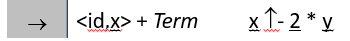 → <id,x> + Term x ↑- 2 * y